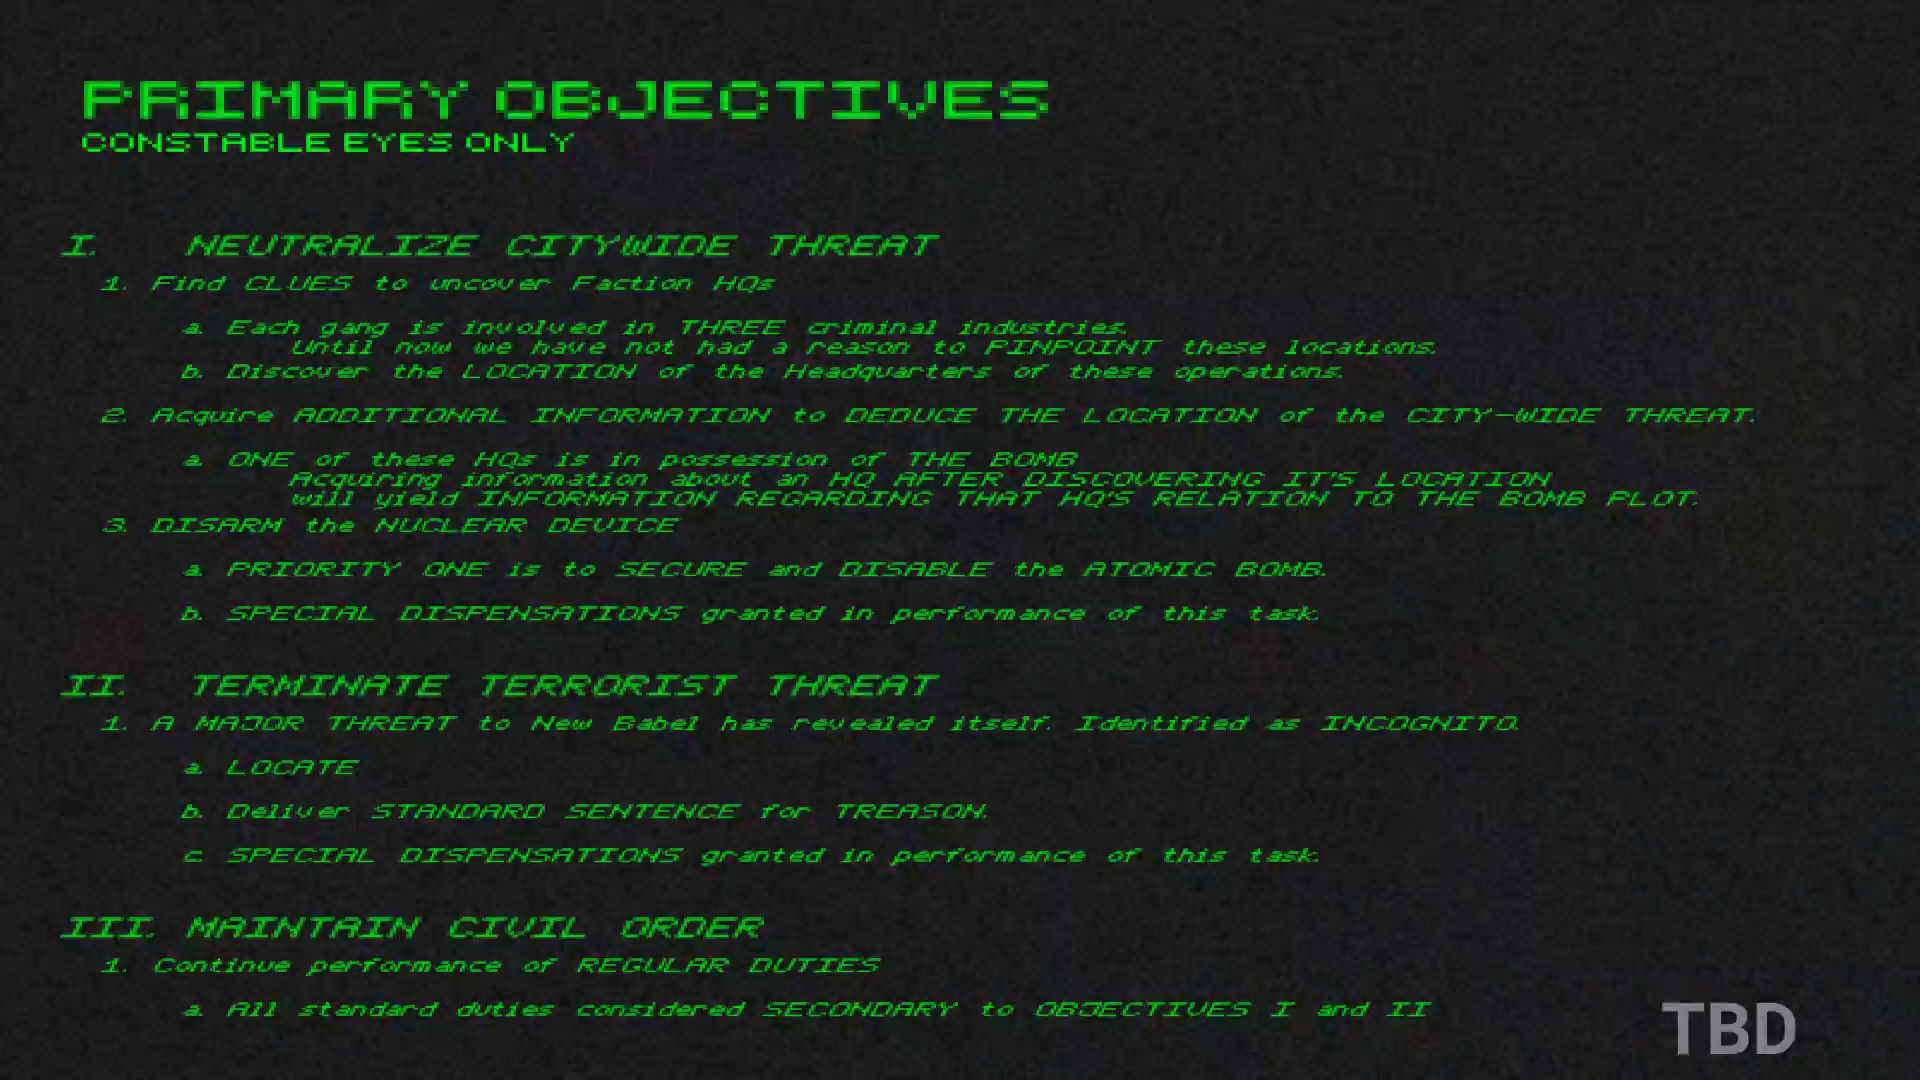 PRIMARY OBJECTIVES
CONSTABLE EYES ONLY
I. NEUTRALIZE CITYWIDE THREAT
1. Find CLUES to uncover Faction HQs
a. Each gang is involved in THREE criminal industries.
Until now we have not had a reason to PINPOINT these locations.
b. Discover the LOCATION of the Headquarters of these operations.
2. Acquire ADDITIONAL INFORMATION to DEDUCE THE LOCATION of the CITY-WIDE THREAT.
a. ONE of these HQs is in possession of THE BOMB
Acquiring information about an HQ AFTER DISCOVERING IT'S LOCATION
will yield INFORMATION REGARDING THAT HQ'S RELATION TO THE BOMB PLOT.
3. DISARM the NUCLEAR DEVICE
a. PRIORITY ONE is to SECURE and DISABLE the ATOMIC BOMB.
b. SPECIAL DISPENSATIONS granted in performance of this task.
II. TERMINATE TERRORIST THREAT
1. A MAJOR THREAT to New Babel has revealed itself. Identified as INCOGNITO.
a. LOCATE
b. Deliver STANDARD SENTENCE for TREASON.
c. SPECIAL DISPENSATIONS granted in performance of this task.
III. MAINTAIN CIVIL ORDER
1. Continue performance of REGULAR DUTIES
a. All standard duties considered SECONDARY to OBJECTIVES I and II
TBD